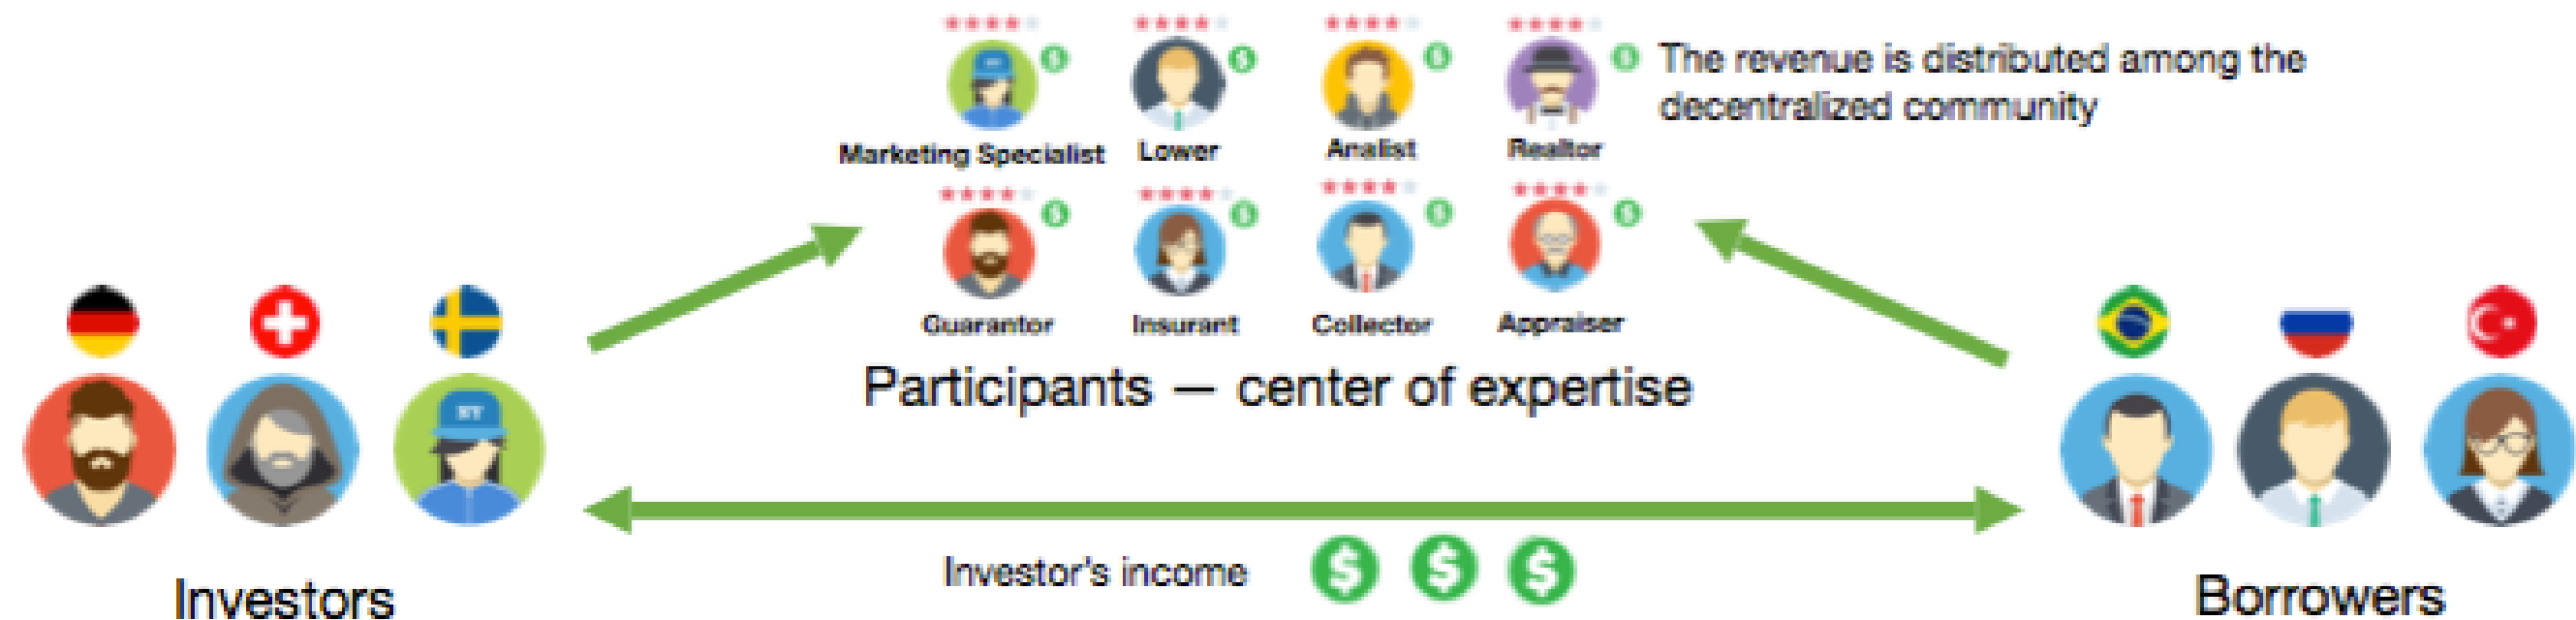 The revenue is distributed among the
decentralized community
Marketing Specialist Lower Analist Realtor
Guarantor Insurant Collector Appraiser
Participants — center of expertise
NY
Investor's income
$ $ $
Investors
Borrowers